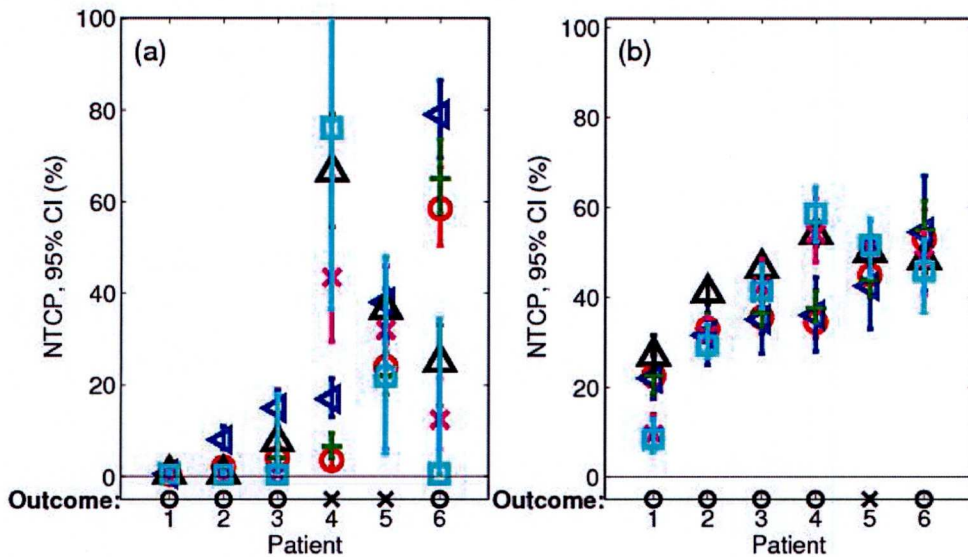 (a)
NTCP, 95% CI (%)
100
80
60
40
20
0
Outcome: o o o x x o
1 2 3 4 5 6
Patient
(b)
NTCP, 95% CI (%)
100
80
60
40
20
0
Outcome: o o o o x o
1 2 3 4 5 6
Patient